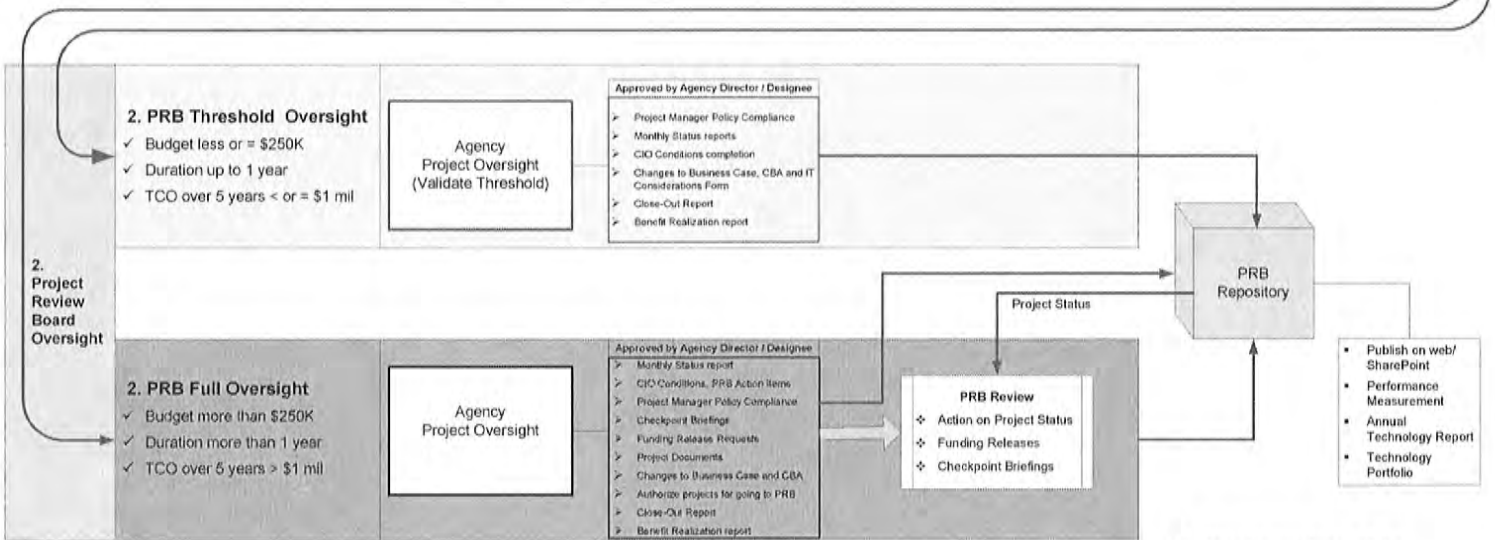 2.
Project
Review
Board
Oversight
2. PRB Threshold Oversight
✓ Budget less or = $250K
✓ Duration up to 1 year
✓ TCO over 5 years < or = $1 mil
Agency
Project Oversight
(Validate Threshold)
Approved by Agency Director / Designee
➢ Project Manager Policy Compliance
➢ Monthly Status reports
➢ CIO Conditions completion
➢ Changes to Business Case, CBA and IT
Considerations Form
➢ Close-Out Report
➢ Benefit Realization report
PRB
Repository
Project Status
2. PRB Full Oversight
✓ Budget more than $250K
✓ Duration more than 1 year
✓ TCO over 5 years > $1 mil
Agency
Project Oversight
Approved by Agency Director / Designee
➢ Monthly Status report
➢ CIO Conditions, PRB Action items
➢ Project Manager Policy Compliance
➢ Checkpoint Briefings
➢ Funding Release Requests
➢ Project Documents
➢ Changes to Business Case and CBA
➢ Authorize projects for going to PRB
➢ Close-Out Report
➢ Benefit Realization report
PRB Review
❖ Action on Project Status
❖ Funding Releases
❖ Checkpoint Briefings
▪ Publish on web/
SharePoint
▪ Performance
Measurement
▪ Annual
Technology Report
▪ Technology
Portfolio